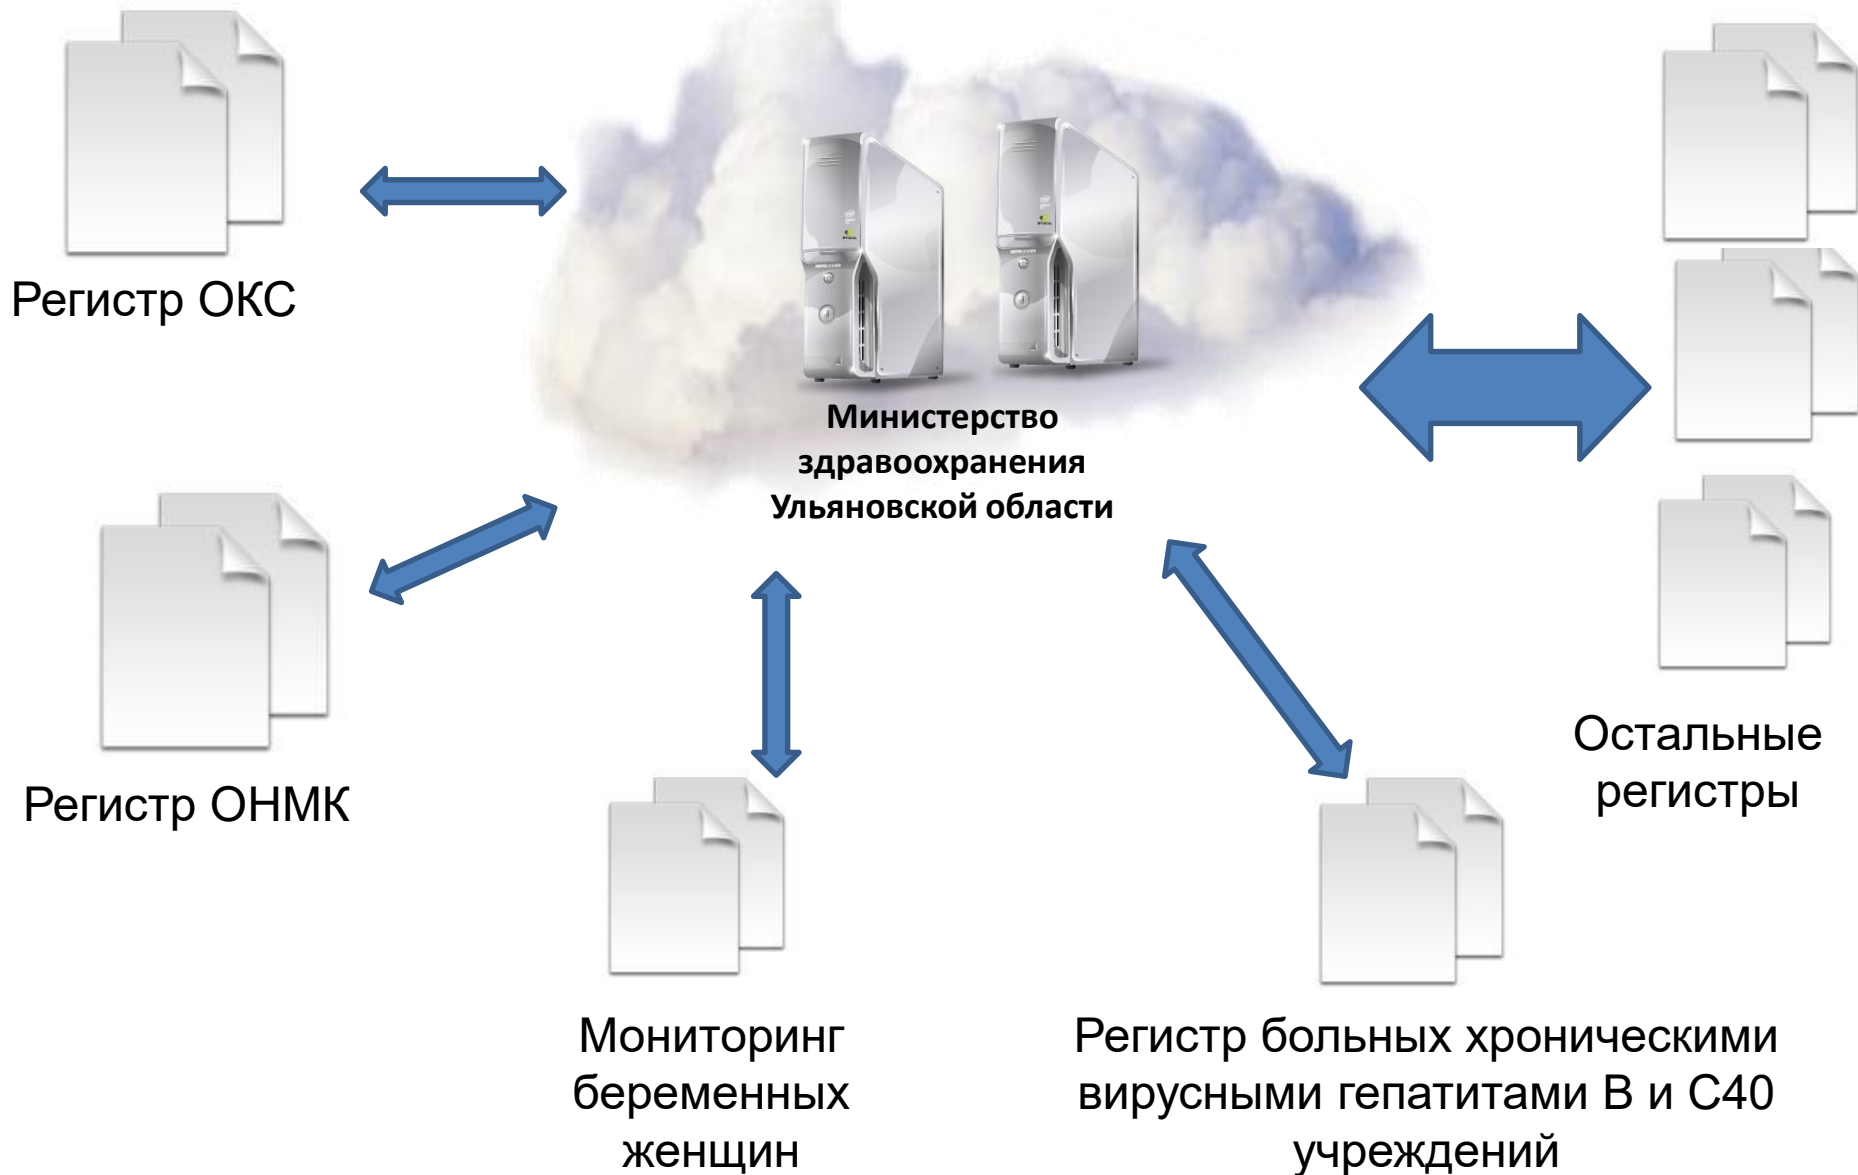 Регистр ОКС
Министерство
здравоохранения
Ульяновской области
Регистр ОНМК
Остальные
регистры
Мониторинг
беременных
женщин
Регистр больных хроническими
вирусными гепатитами В и С40
учреждений